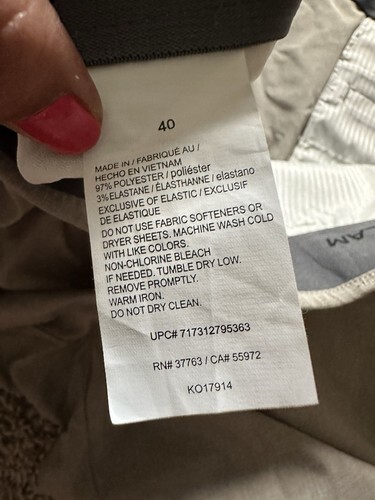 40
MADE IN / FABRIQUÉ AU /
HECHO EN VIETNAM
97% POLYESTER / poliéster
3% ELASTANE / ÉLASTHANNE / elastano
EXCLUSIVE OF ELASTIC / EXCLUSIF
DE ELASTIQUE
DO NOT USE FABRIC SOFTENERS OR
DRYER SHEETS. MACHINE WASH COLD
WITH LIKE COLORS.
NON-CHLORINE BLEACH
IF NEEDED. TUMBLE DRY LOW.
REMOVE PROMPTLY.
WARM IRON.
DO NOT DRY CLEAN.
UPC# 717312795363
RN# 37763 / CA# 55972
KO17914